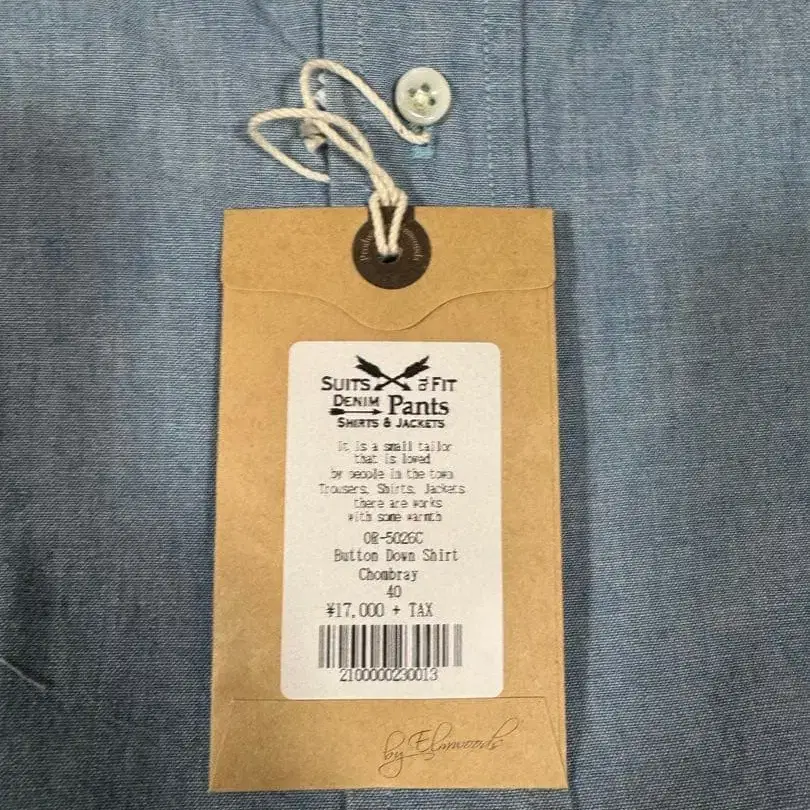 SUITS to FIT
DENIM Pants
SHIRTS & JACKETS
It is a small tailor
that is loved
by people in the town
Trousers, Shirts, Jackets
there are works
with some warmth
OR-5026C
Button Down Shirt
Chombray
40
¥17,000 + TAX
2100000230013
by Elmwoods